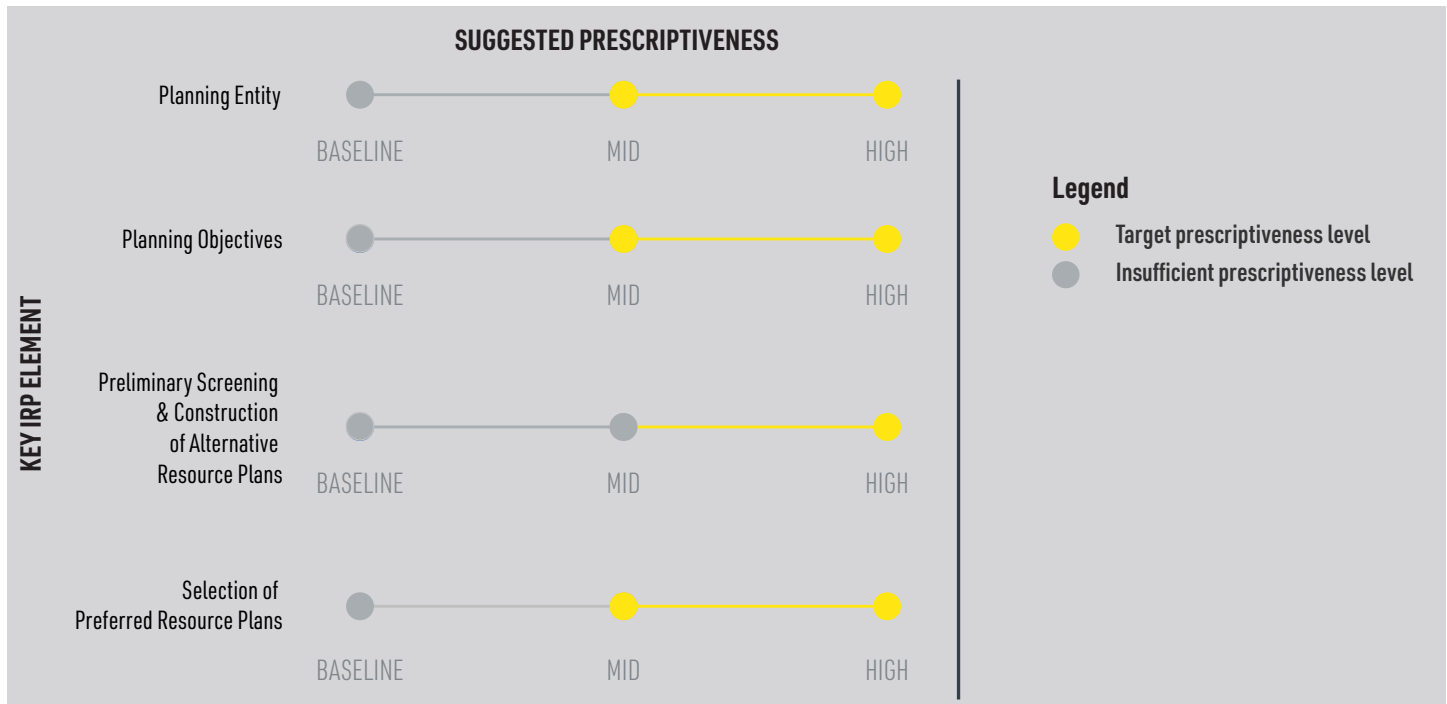 SUGGESTED PRESCRIPTIVENESS
KEY IRP ELEMENT
Planning Entity
BASELINE MID HIGH
Planning Objectives
BASELINE MID HIGH
Preliminary Screening
& Construction
of Alternative
Resource Plans
BASELINE MID HIGH
Selection of
Preferred Resource Plans
BASELINE MID HIGH
Legend
Target prescriptiveness level
Insufficient prescriptiveness level